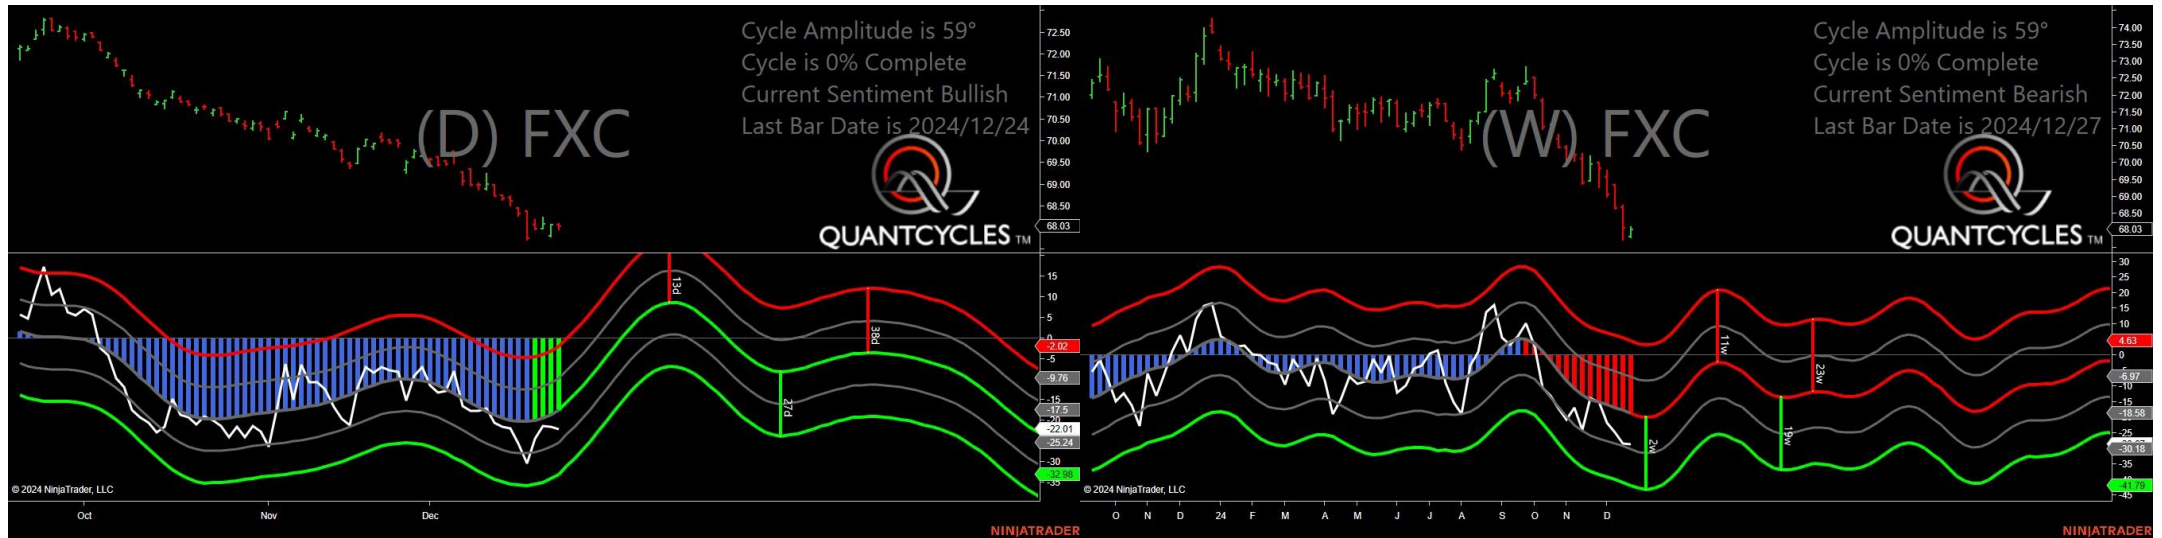 Cycle Amplitude is 59°
Cycle is 0% Complete
Current Sentiment Bullish
Last Bar Date is 2024/12/24
(D) FXC
QUANTCYCLES TM
72.50
72.00
71.50
71.00
70.50
70.00
69.50
69.00
68.50
68.03
13d
38d
27d
15
10
5
0
-2.02
-5
-9.76
-15
-17.5
-22.01
-25.24
-30
-32.98
-35
© 2024 NinjaTrader, LLC
Oct Nov Dec
NINJATRADER
Cycle Amplitude is 59°
Cycle is 0% Complete
Current Sentiment Bearish
Last Bar Date is 2024/12/27
(W) FXC
QUANTCYCLES TM
74.00
73.50
73.00
72.50
72.00
71.50
71.00
70.50
70.00
69.50
69.00
68.50
68.03
11w
23w
2w
19w
30
25
20
15
10
4.63
0
-6.97
-10
-15
-18.58
-25
-30.18
-35
-41.79
-45
© 2024 NinjaTrader, LLC
O N D 24 F M A M J J A S O N D
NINJATRADER